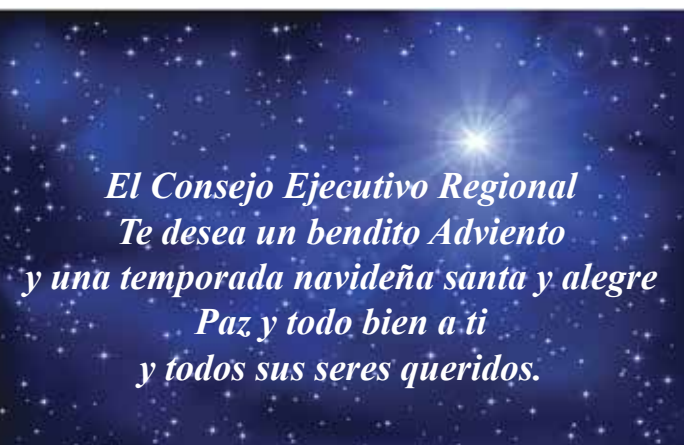 El Consejo Ejecutivo Regional
Te desea un bendito Adviento
y una temporada navideña santa y alegre
Paz y todo bien a ti
y todos sus seres queridos.